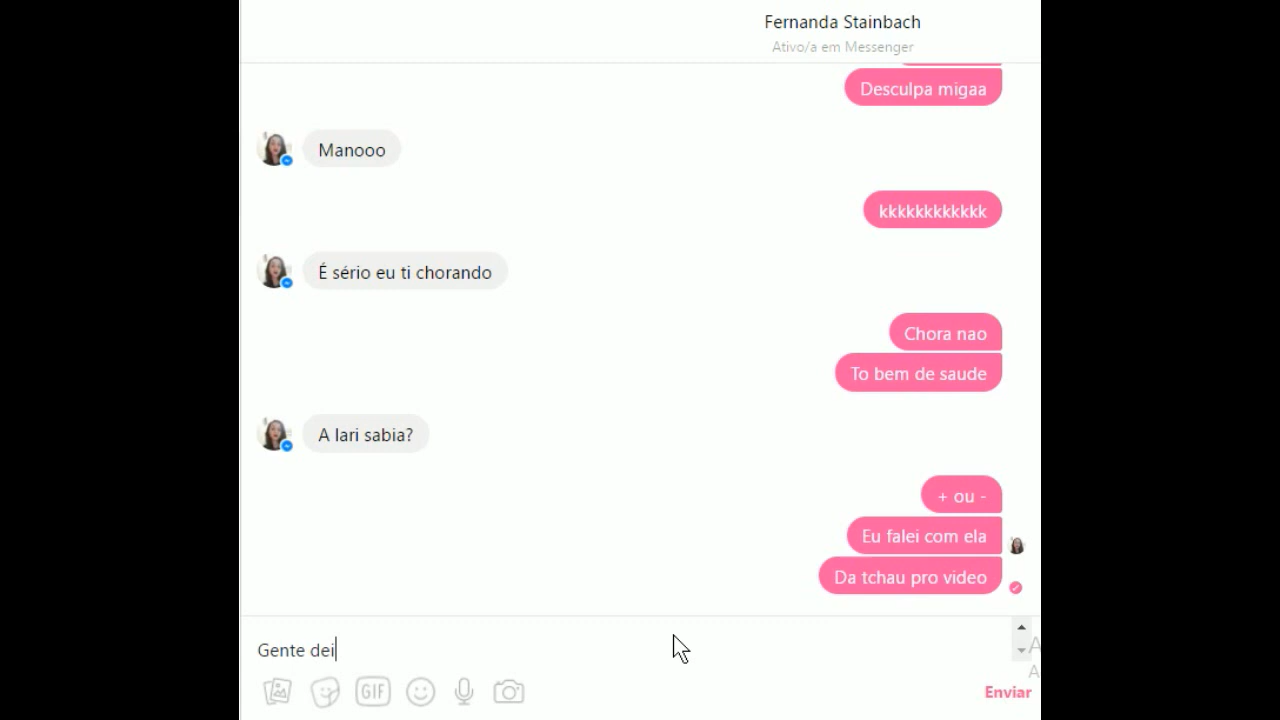 Fernanda Stainbach
Ativo/a em Messenger
Desculpa migaa
Manooo
kkkkkkkkkkkk
É sério eu ti chorando
Chora nao
To bem de saude
A lari sabia?
+ ou -
Eu falei com ela
Da tchau pro video
Gente dei
A
A
GIF
Enviar